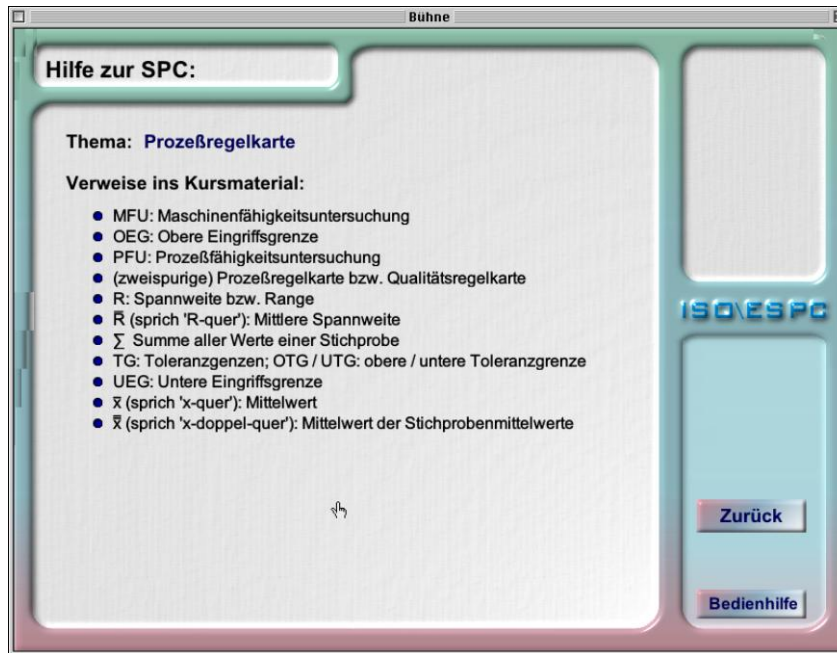 Bühne
Hilfe zur SPC:
Thema: Prozeßregelkarte
Verweise ins Kursmaterial:
● MFU: Maschinenfähigkeitsuntersuchung
● OEG: Obere Eingriffsgrenze
● PFU: Prozeßfähigkeitsuntersuchung
● (zweispurige) Prozeßregelkarte bzw. Qualitätsregelkarte
● R: Spannweite bzw. Range
● R̅ (sprich 'R-quer'): Mittlere Spannweite
● ∑ Summe aller Werte einer Stichprobe
● TG: Toleranzgenzen; OTG / UTG: obere / untere Toleranzgrenze
● UEG: Untere Eingriffsgrenze
● x̅ (sprich 'x-quer'): Mittelwert
● x̿ (sprich 'x-doppel-quer'): Mittelwert der Stichprobenmittelwerte
ISO\ESPC
Zurück
Bedienhilfe